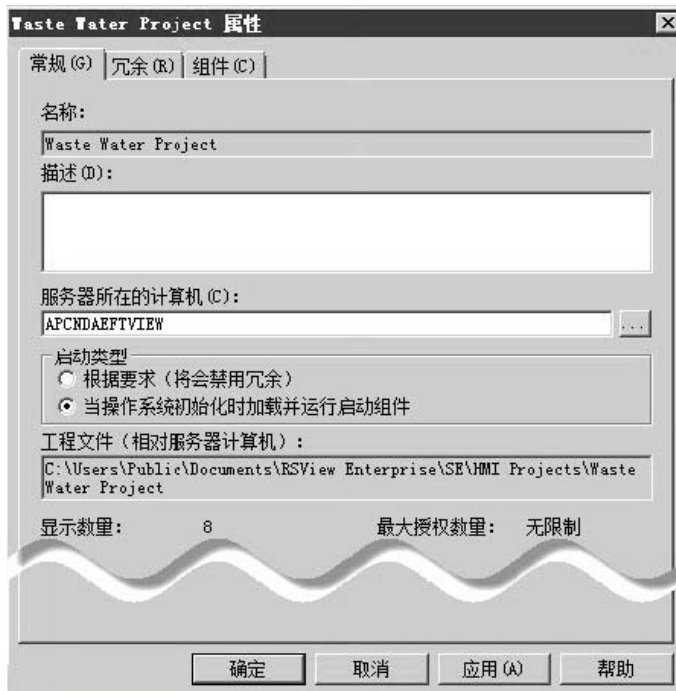 Waste Water Project 属性
常规(G) 冗余(R) 组件(C)
名称:
Waste Water Project
描述(D):
服务器所在的计算机(C):
APCNDAEFTVIEW
...
启动类型
根据要求（将会禁用冗余）
当操作系统初始化时加载并运行启动组件
工程文件（相对服务器计算机）:
C:\Users\Public\Documents\RSView Enterprise\SE\HMI Projects\Waste
Water Project
显示数量: 8 最大授权数量: 无限制
确定 取消 应用(A) 帮助